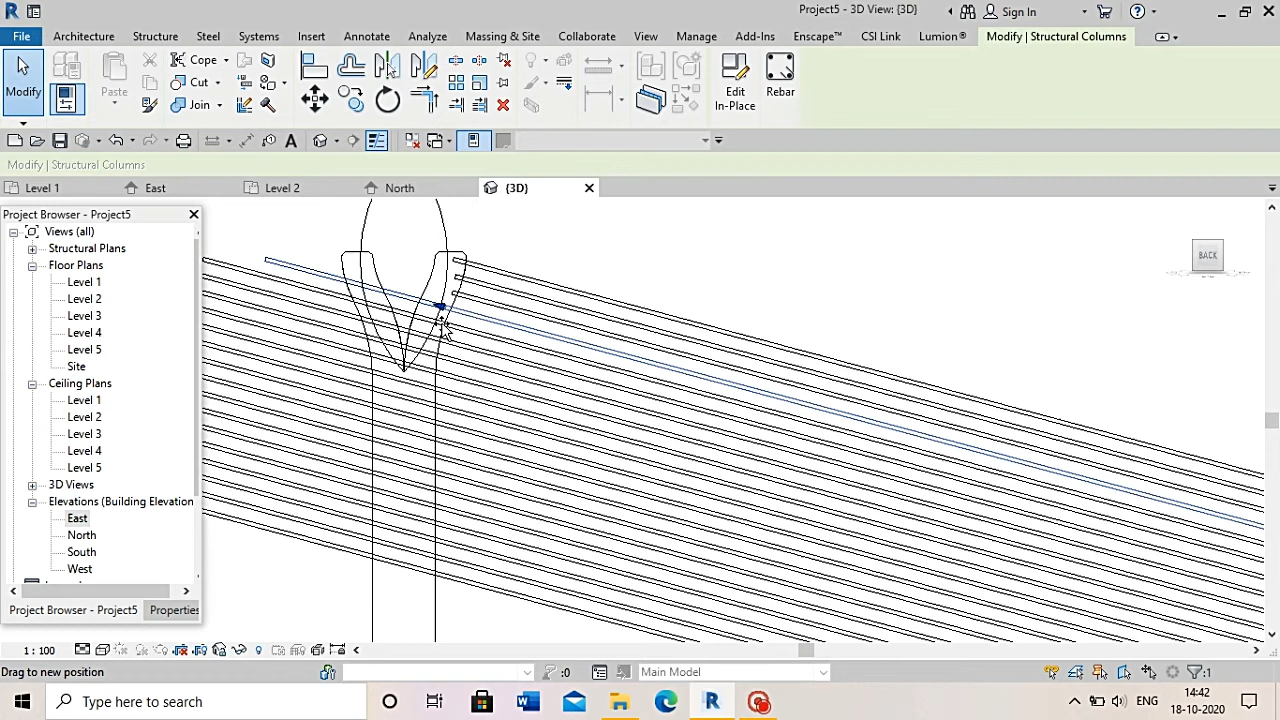 Project5 - 3D View: {3D}
Sign In
File
Architecture
Structure
Steel
Systems
Insert
Annotate
Analyze
Massing & Site
Collaborate
View
Manage
Add-Ins
Enscape™
CSI Link
Lumion®
Modify | Structural Columns
Modify
Paste
Cope
Cut
Join
Edit
In-Place
Rebar
Modify | Structural Columns
Level 1
East
Level 2
North
{3D}
Project Browser - Project5
Views (all)
Structural Plans
Floor Plans
Level 1
Level 2
Level 3
Level 4
Level 5
Site
Ceiling Plans
Level 1
Level 2
Level 3
Level 4
Level 5
3D Views
Elevations (Building Elevation
East
North
South
West
Project Browser - Project5
Properties
BACK
1 : 100
Drag to new position
:0
Main Model
:1
Type here to search
ENG
14:42
18-10-2020